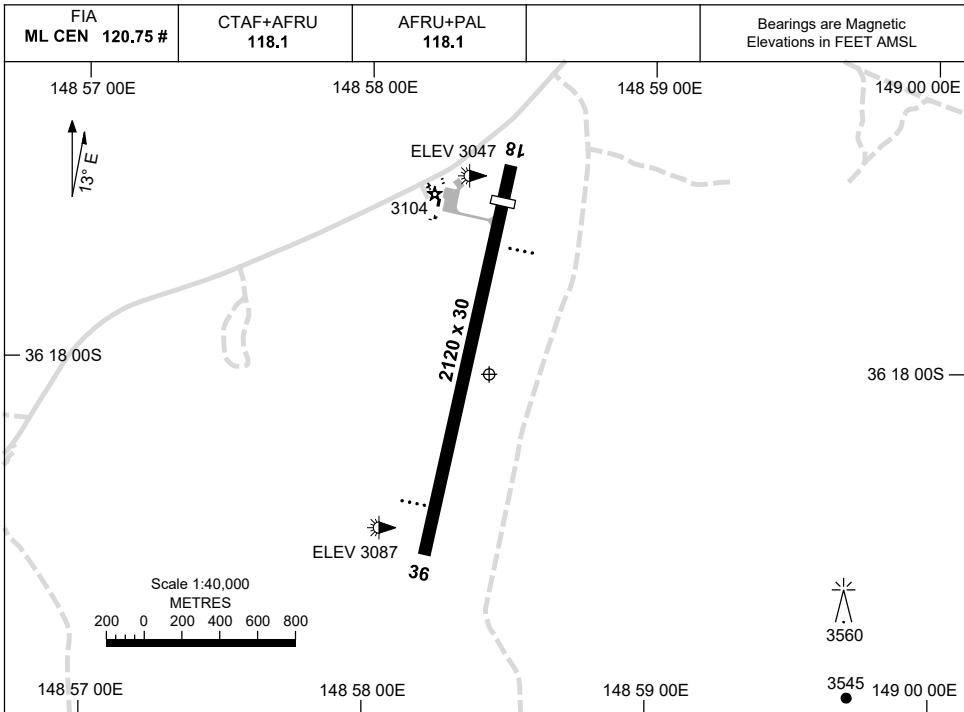 FIA
ML CEN 120.75 #
CTAF+AFRU
118.1
AFRU+PAL
118.1
Bearings are Magnetic
Elevations in FEET AMSL
148 57 00E
148 58 00E
148 59 00E
149 00 00E
13° E
ELEV 3047
18
3104
2120 x 30
36 18 00S
36 18 00S
ELEV 3087
36
Scale 1:40,000
METRES
200 0 200 400 600 800
3560
3545
148 57 00E
148 58 00E
148 59 00E
149 00 00E